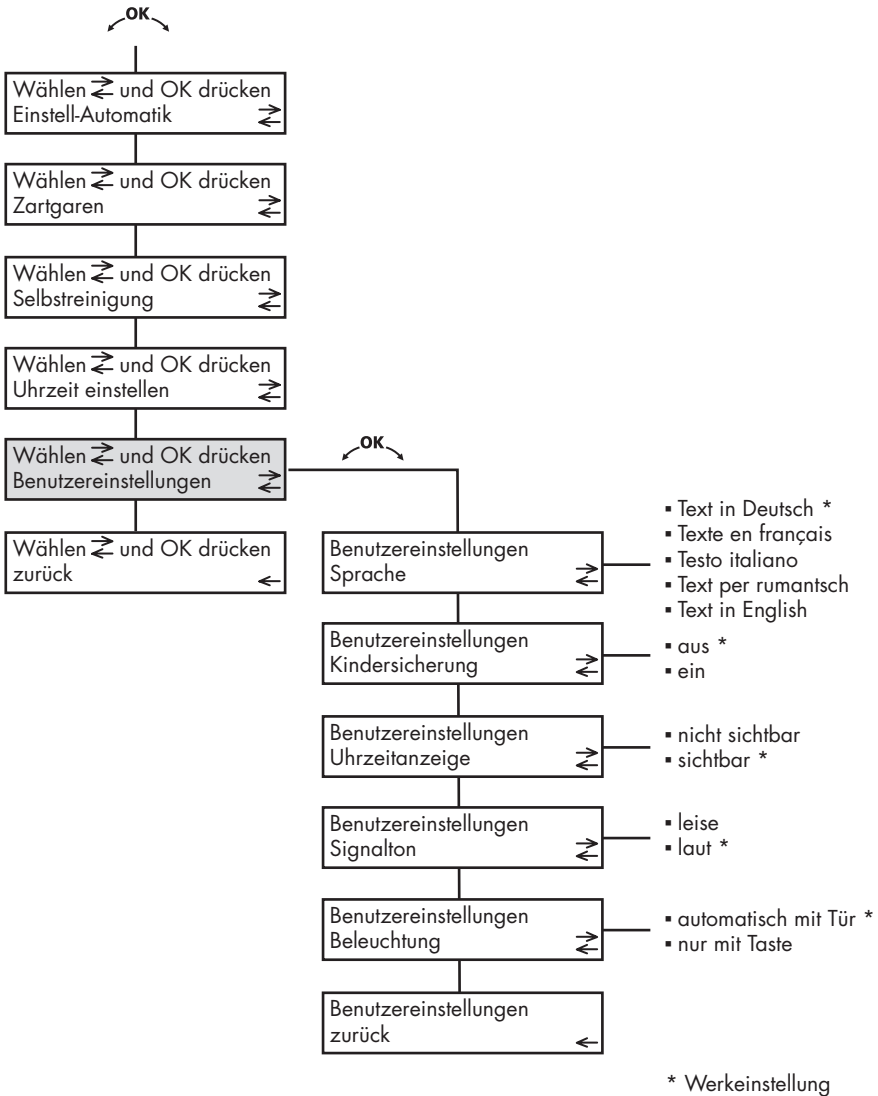 OK
Wählen ⇄ und OK drücken
Einstell-Automatik ⇄
Wählen ⇄ und OK drücken
Zartgaren ⇄
Wählen ⇄ und OK drücken
Selbstreinigung ⇄
Wählen ⇄ und OK drücken
Uhrzeit einstellen ⇄
Wählen ⇄ und OK drücken
Benutzereinstellungen ⇄
Wählen ⇄ und OK drücken
zurück ←
OK
Benutzereinstellungen
Sprache ⇄
▪ Text in Deutsch *
▪ Texte en français
▪ Testo italiano
▪ Text per rumantsch
▪ Text in English
Benutzereinstellungen
Kindersicherung ⇄
▪ aus *
▪ ein
Benutzereinstellungen
Uhrzeitanzeige ⇄
▪ nicht sichtbar
▪ sichtbar *
Benutzereinstellungen
Signalton ⇄
▪ leise
▪ laut *
Benutzereinstellungen
Beleuchtung ⇄
▪ automatisch mit Tür *
▪ nur mit Taste
Benutzereinstellungen
zurück ←
* Werkeinstellung